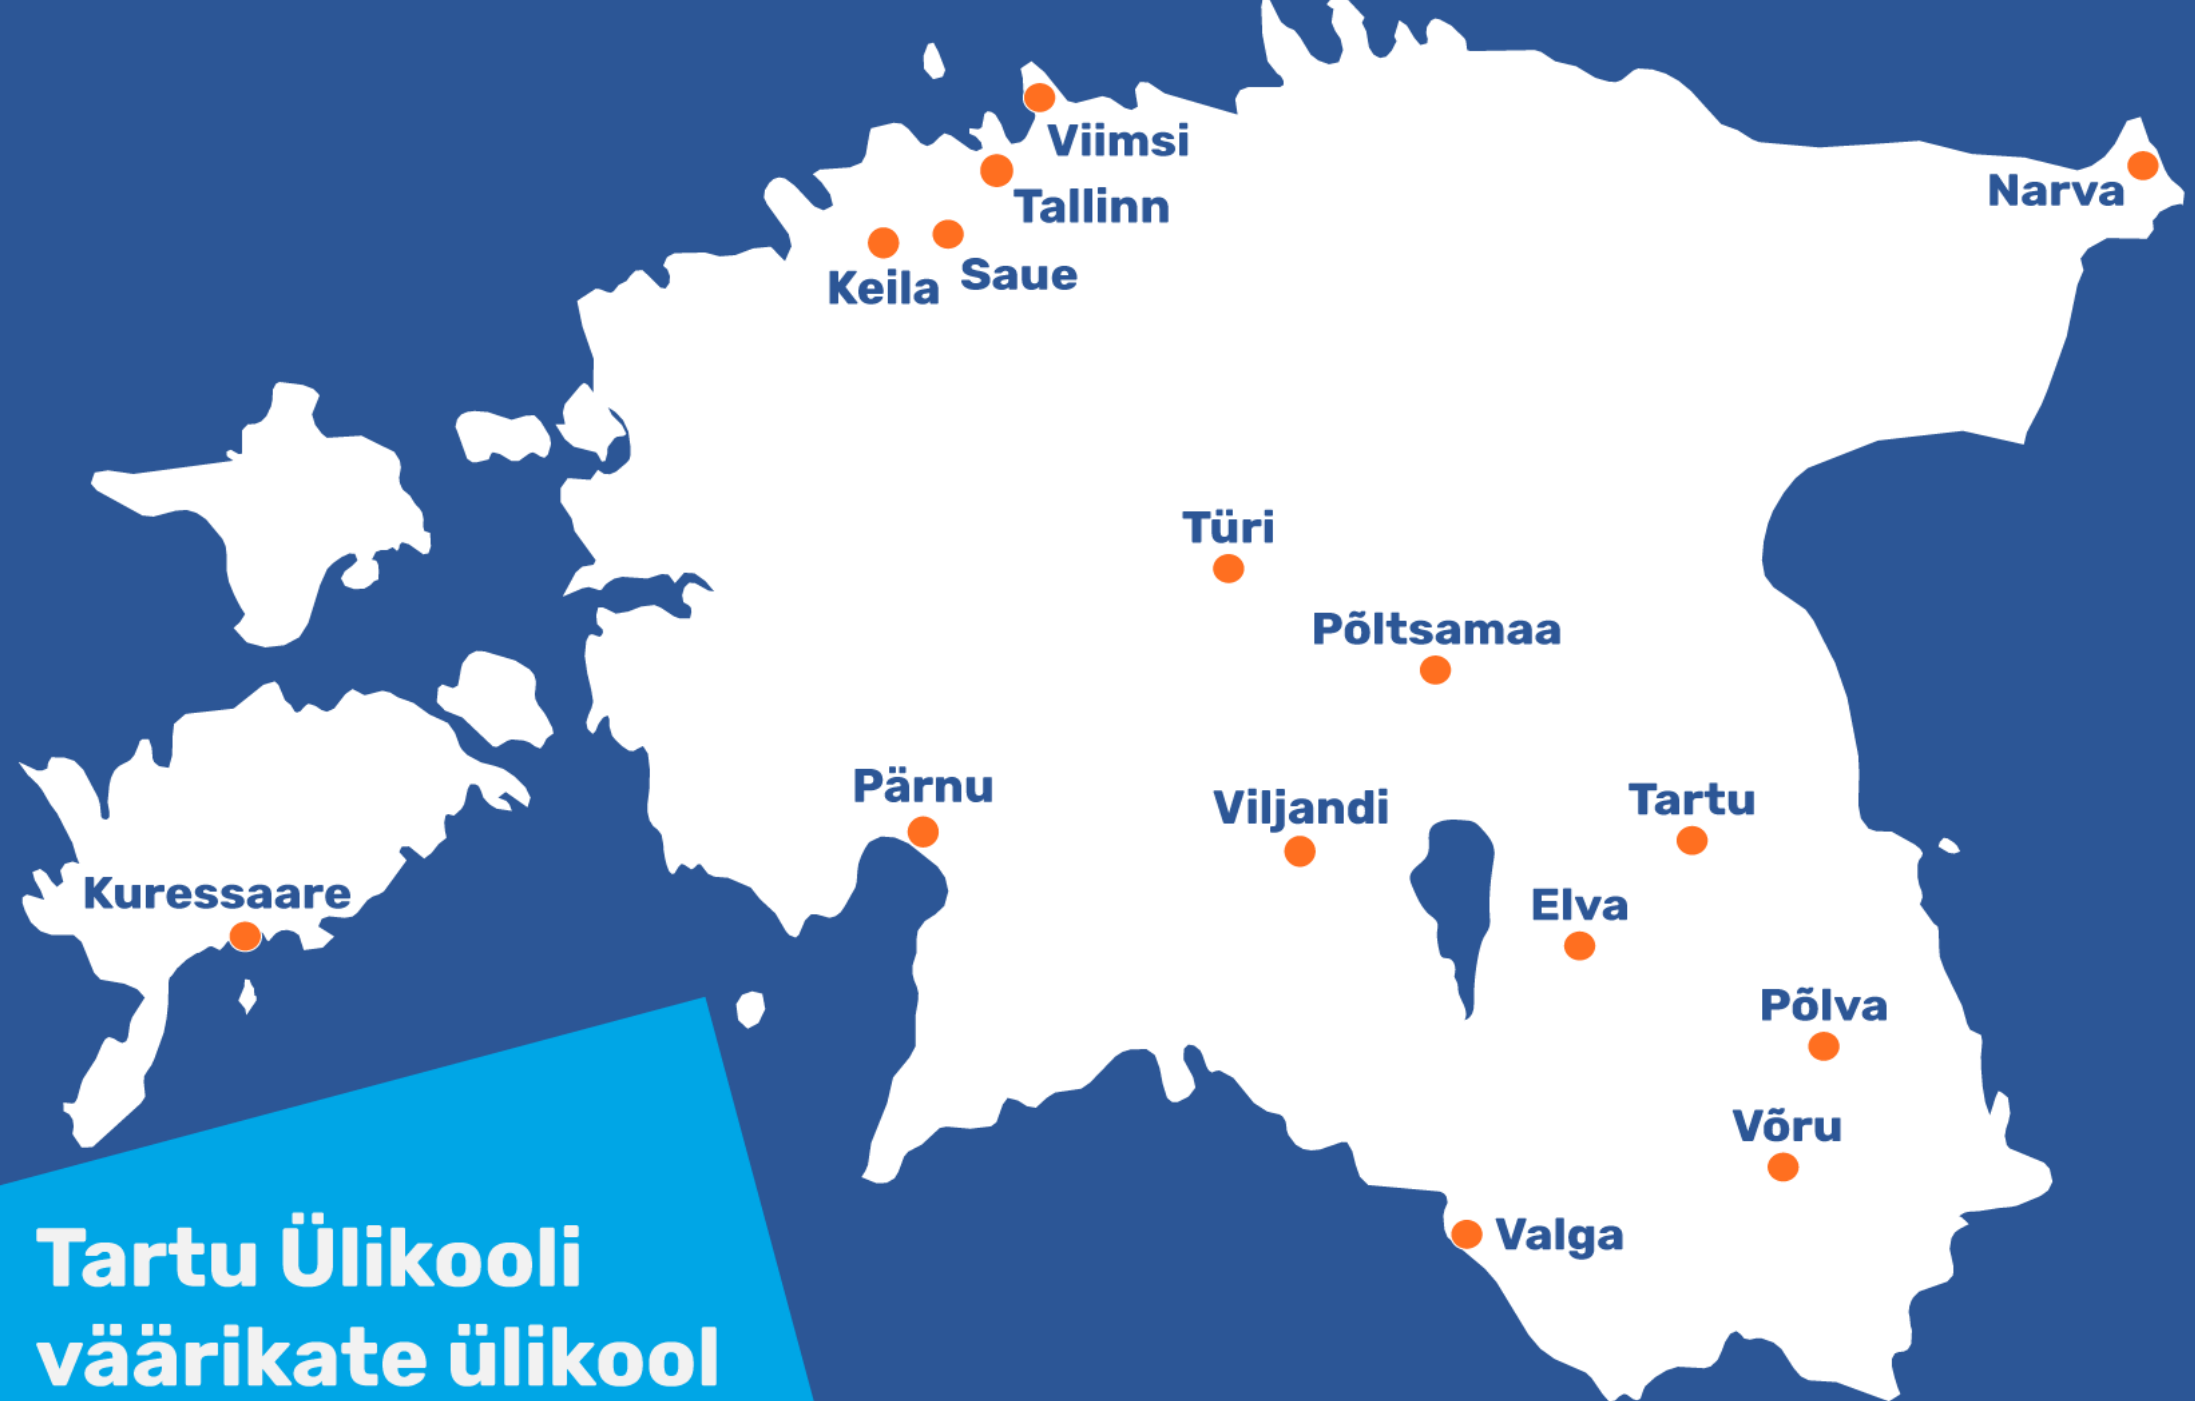 Viimsi
Narva
Tallinn
Keila
Saue
Türi
Põltsamaa
Pärnu
Viljandi
Tartu
Kuressaare
Elva
Põlva
Võru
Valga
Tartu Ülikooli
väärikate ülikool